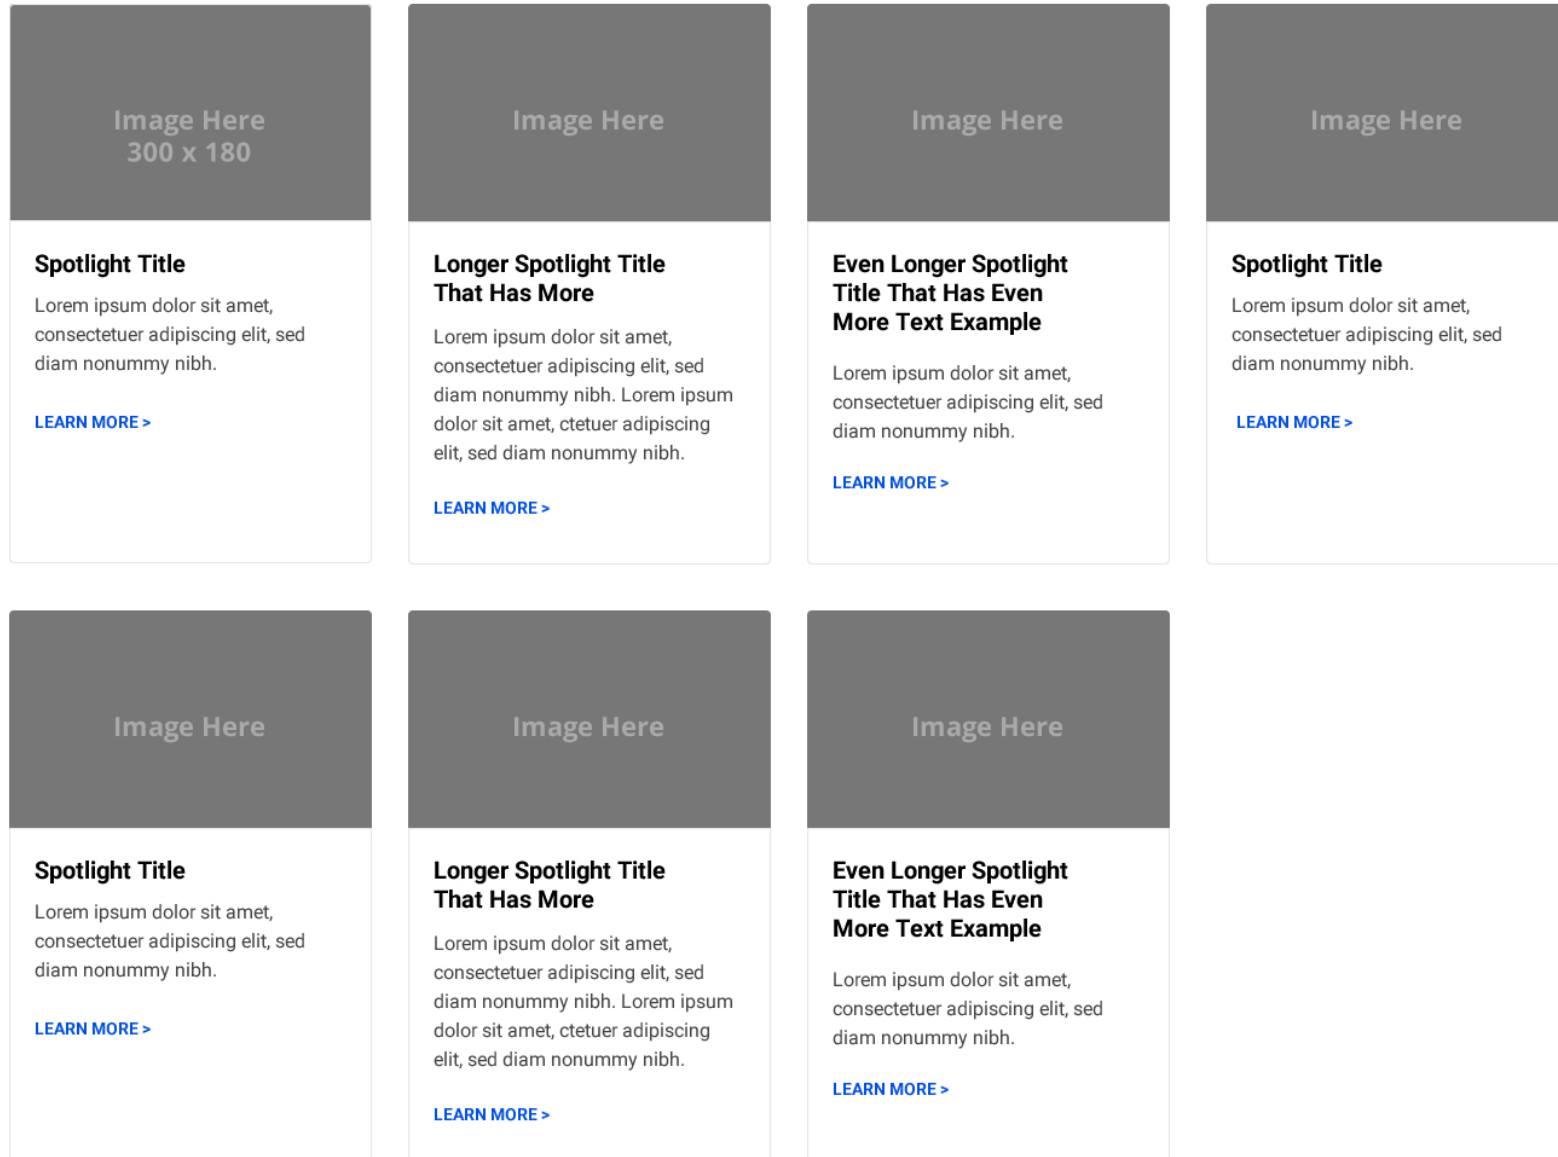 Image Here
300 x 180
Spotlight Title
Lorem ipsum dolor sit amet,
consectetuer adipiscing elit, sed
diam nonummy nibh.
LEARN MORE >
Image Here
Longer Spotlight Title
That Has More
Lorem ipsum dolor sit amet,
consectetuer adipiscing elit, sed
diam nonummy nibh. Lorem ipsum
dolor sit amet, ctetuer adipiscing
elit, sed diam nonummy nibh.
LEARN MORE >
Image Here
Even Longer Spotlight
Title That Has Even
More Text Example
Lorem ipsum dolor sit amet,
consectetuer adipiscing elit, sed
diam nonummy nibh.
LEARN MORE >
Image Here
Spotlight Title
Lorem ipsum dolor sit amet,
consectetuer adipiscing elit, sed
diam nonummy nibh.
LEARN MORE >
Image Here
Spotlight Title
Lorem ipsum dolor sit amet,
consectetuer adipiscing elit, sed
diam nonummy nibh.
LEARN MORE >
Image Here
Longer Spotlight Title
That Has More
Lorem ipsum dolor sit amet,
consectetuer adipiscing elit, sed
diam nonummy nibh. Lorem ipsum
dolor sit amet, ctetuer adipiscing
elit, sed diam nonummy nibh.
LEARN MORE >
Image Here
Even Longer Spotlight
Title That Has Even
More Text Example
Lorem ipsum dolor sit amet,
consectetuer adipiscing elit, sed
diam nonummy nibh.
LEARN MORE >